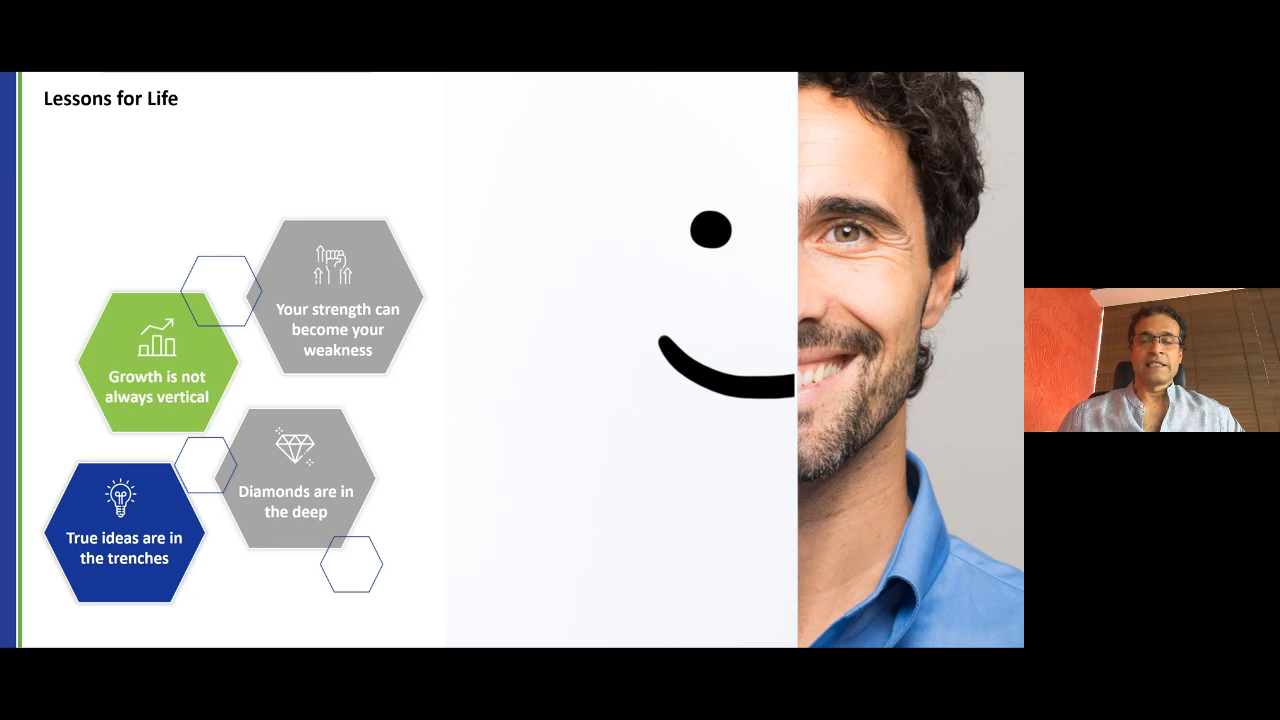 Lessons for Life
Your strength can
become your
weakness
Growth is not
always vertical
Diamonds are in
the deep
True ideas are in
the trenches